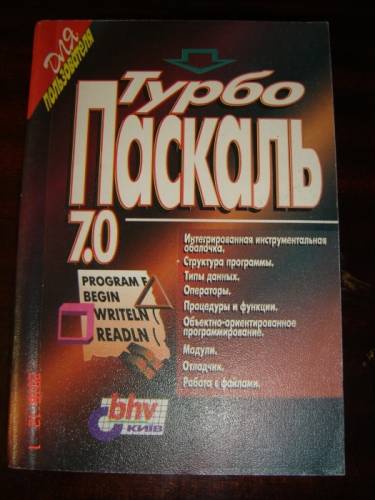 для
пользователя
Турбо
Паскаль
7.0
Интегрированная инструментальная
оболочка.
Структура программы.
Типы данных.
Операторы.
Процедуры и функции.
Объектно-ориентированное
программирование.
Модули.
Отладчик.
Работа с файлами.
PROGRAM F
BEGIN
WRITELN (
READLN (
bhv
КИЇВ